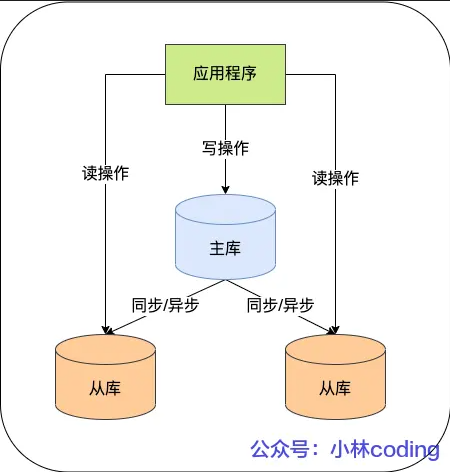 应用程序
写操作
读操作
读操作
主库
同步/异步
同步/异步
从库
从库
公众号：小林coding